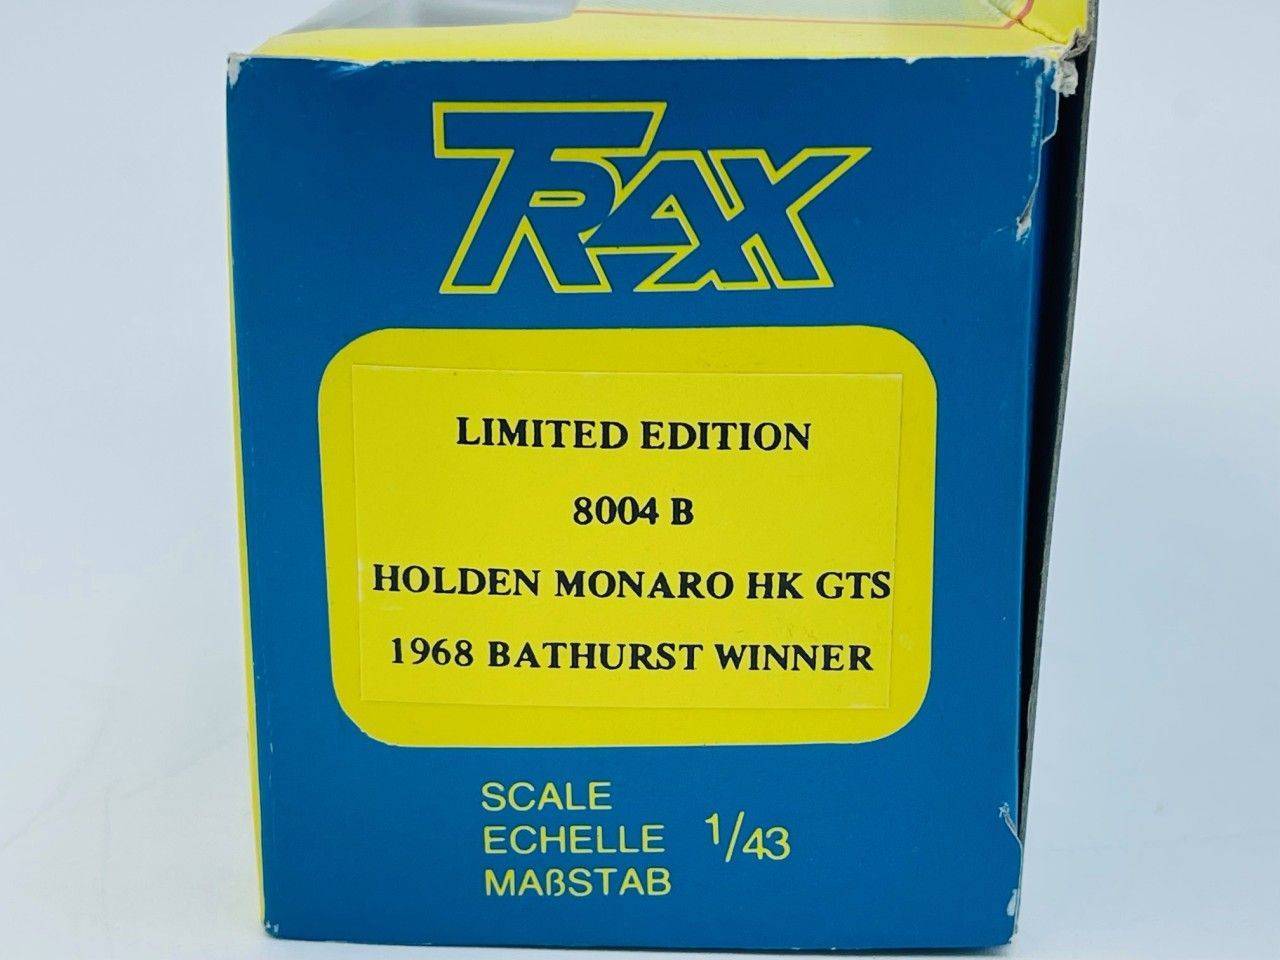 TRAX
LIMITED EDITION
8004 B
HOLDEN MONARO HK GTS
1968 BATHURST WINNER
SCALE
ECHELLE 1/43
MAßSTAB